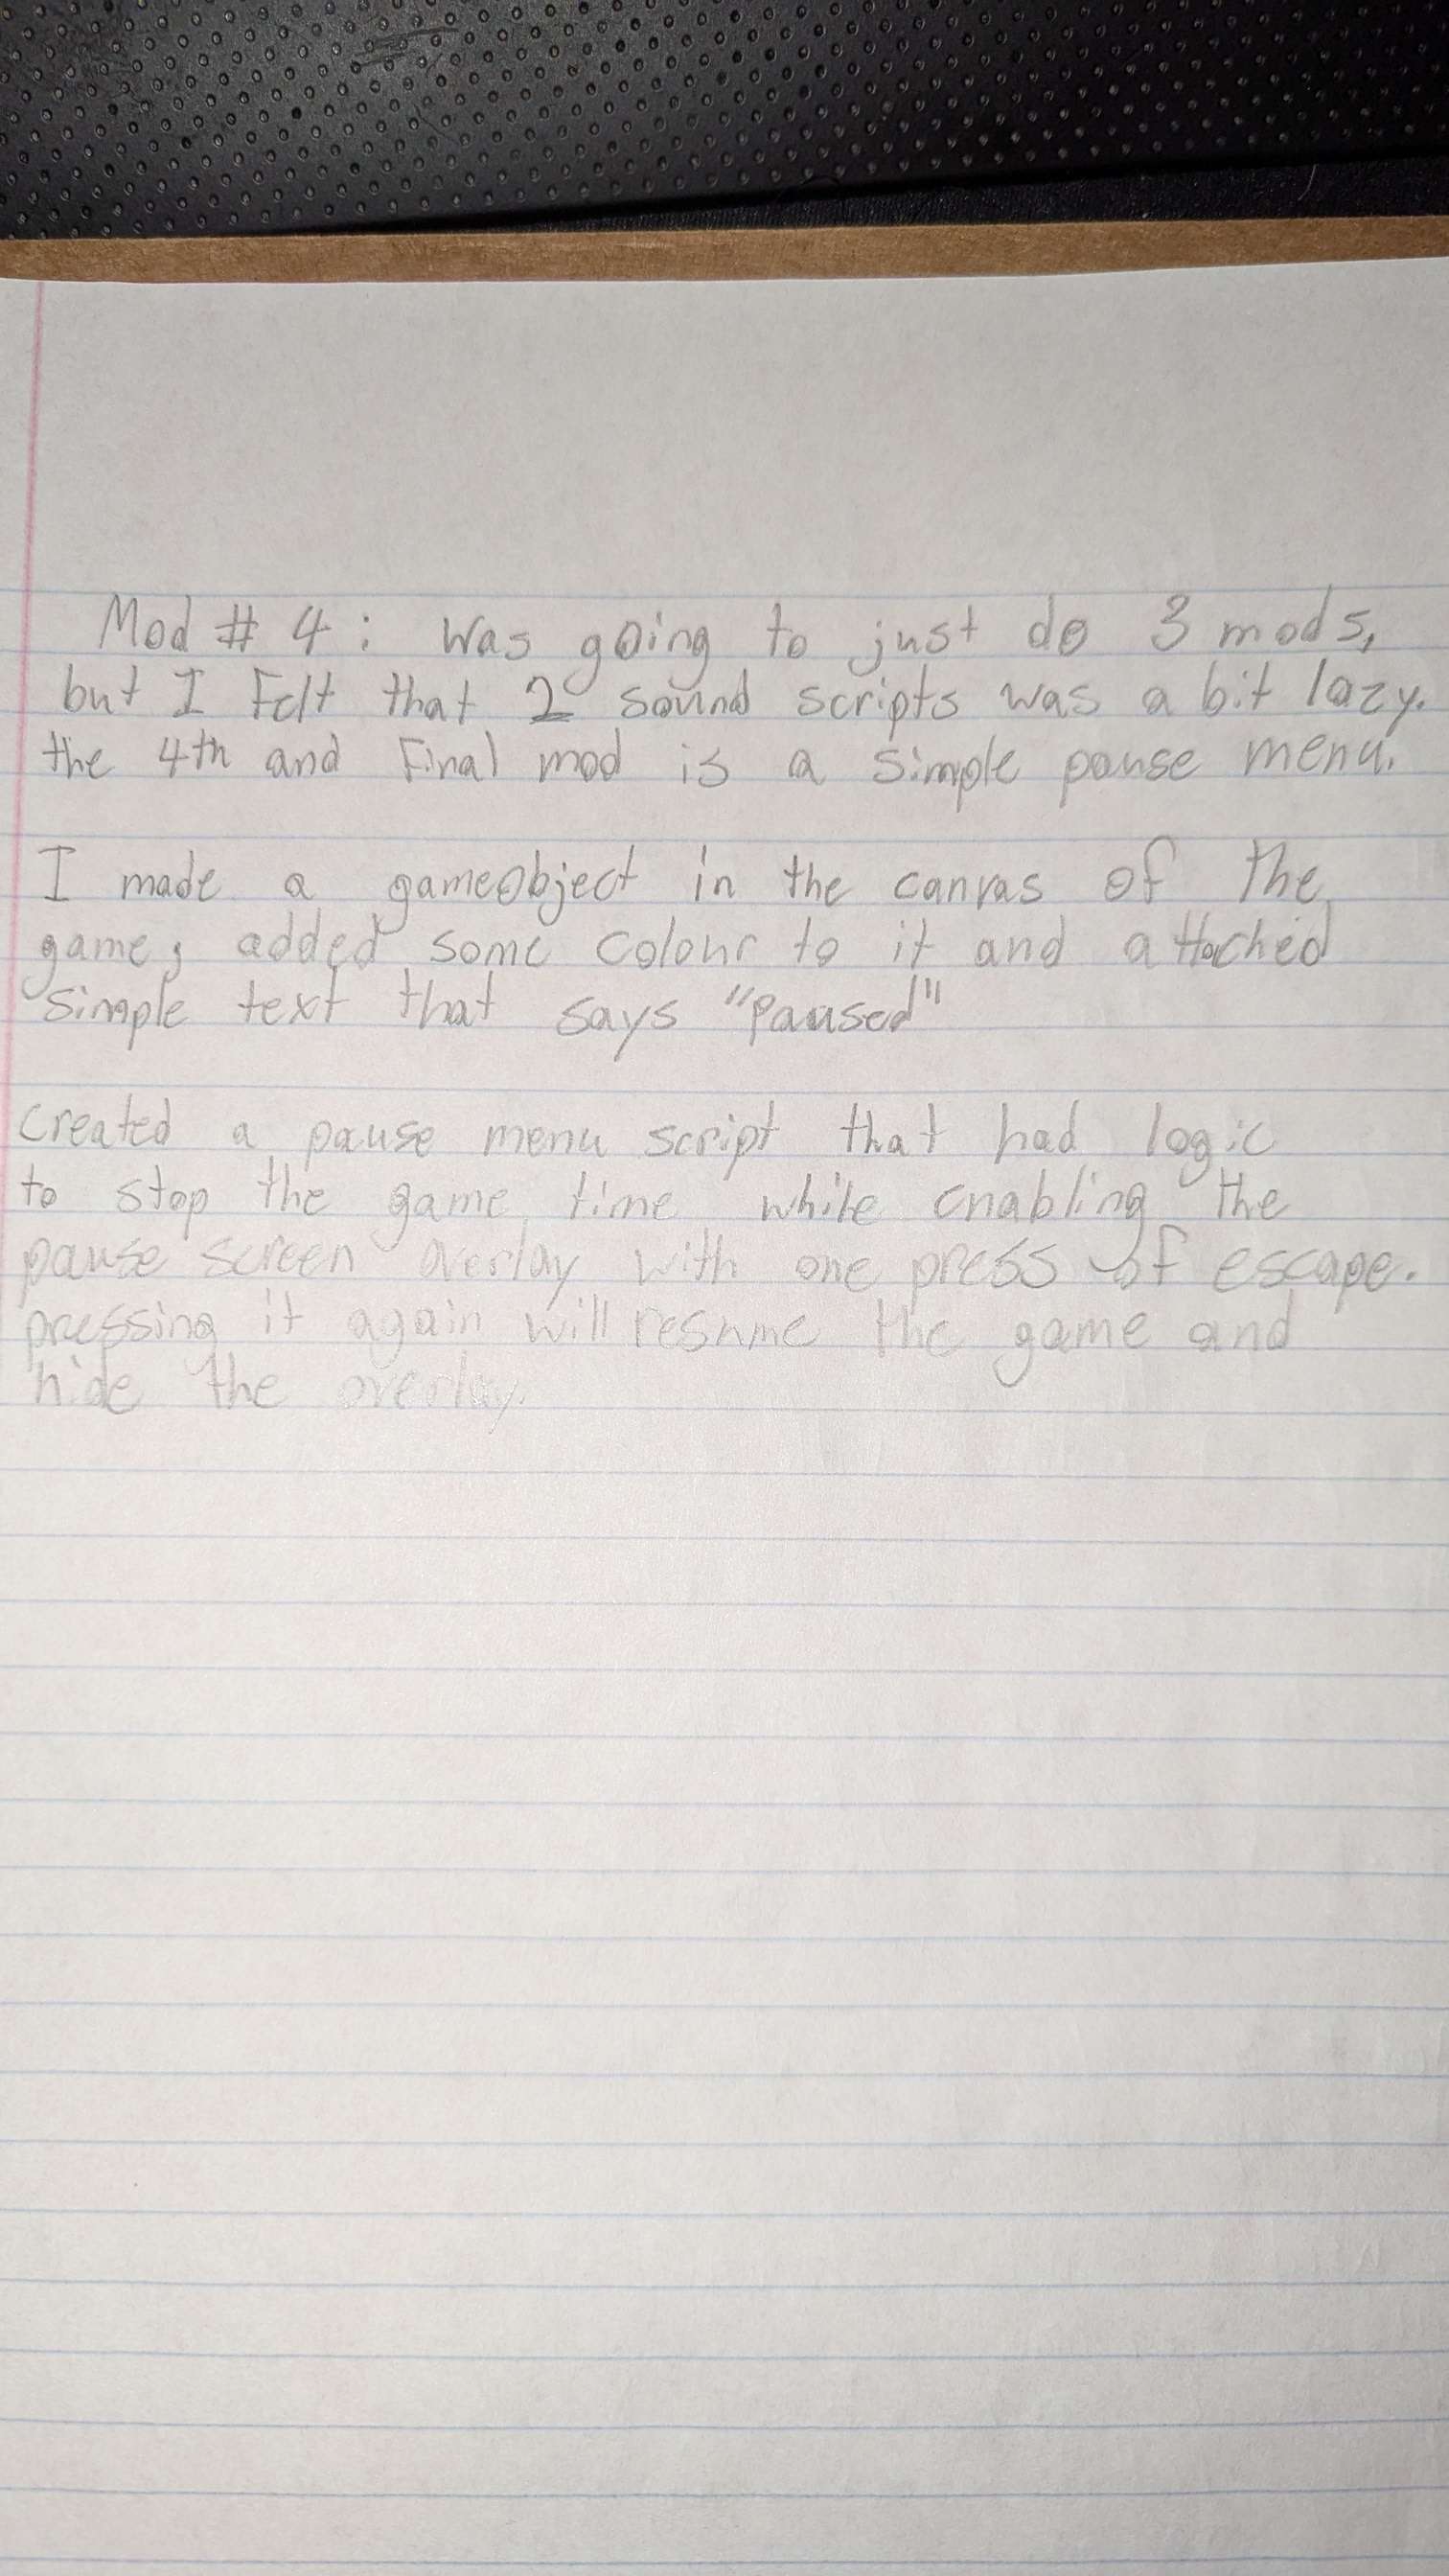 Mod # 4: Was going to just do 3 mods,
but I Felt that 2 sound scripts was a bit lazy.
the 4th and Final mod is a simple pause menu.
I made a gameobject in the canvas of the
game, added some colour to it and attached
simple text that says "Paused"
Created a pause menu script that had logic
to stop the game time while enabling the
pause screen overlay with one press of escape.
pressing it again will resume the game and
hide the overlay.